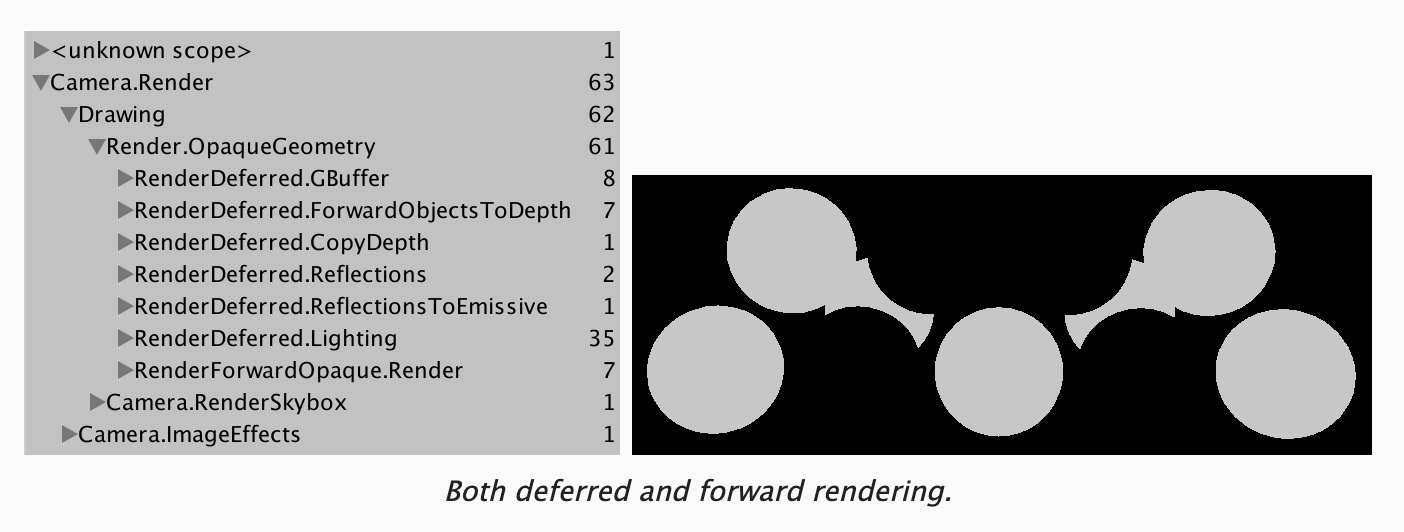 <unknown scope> 1
Camera.Render 63
Drawing 62
Render.OpaqueGeometry 61
RenderDeferred.GBuffer 8
RenderDeferred.ForwardObjectsToDepth 7
RenderDeferred.CopyDepth 1
RenderDeferred.Reflections 2
RenderDeferred.ReflectionsToEmissive 1
RenderDeferred.Lighting 35
RenderForwardOpaque.Render 7
Camera.RenderSkybox 1
Camera.ImageEffects 1
Both deferred and forward rendering.